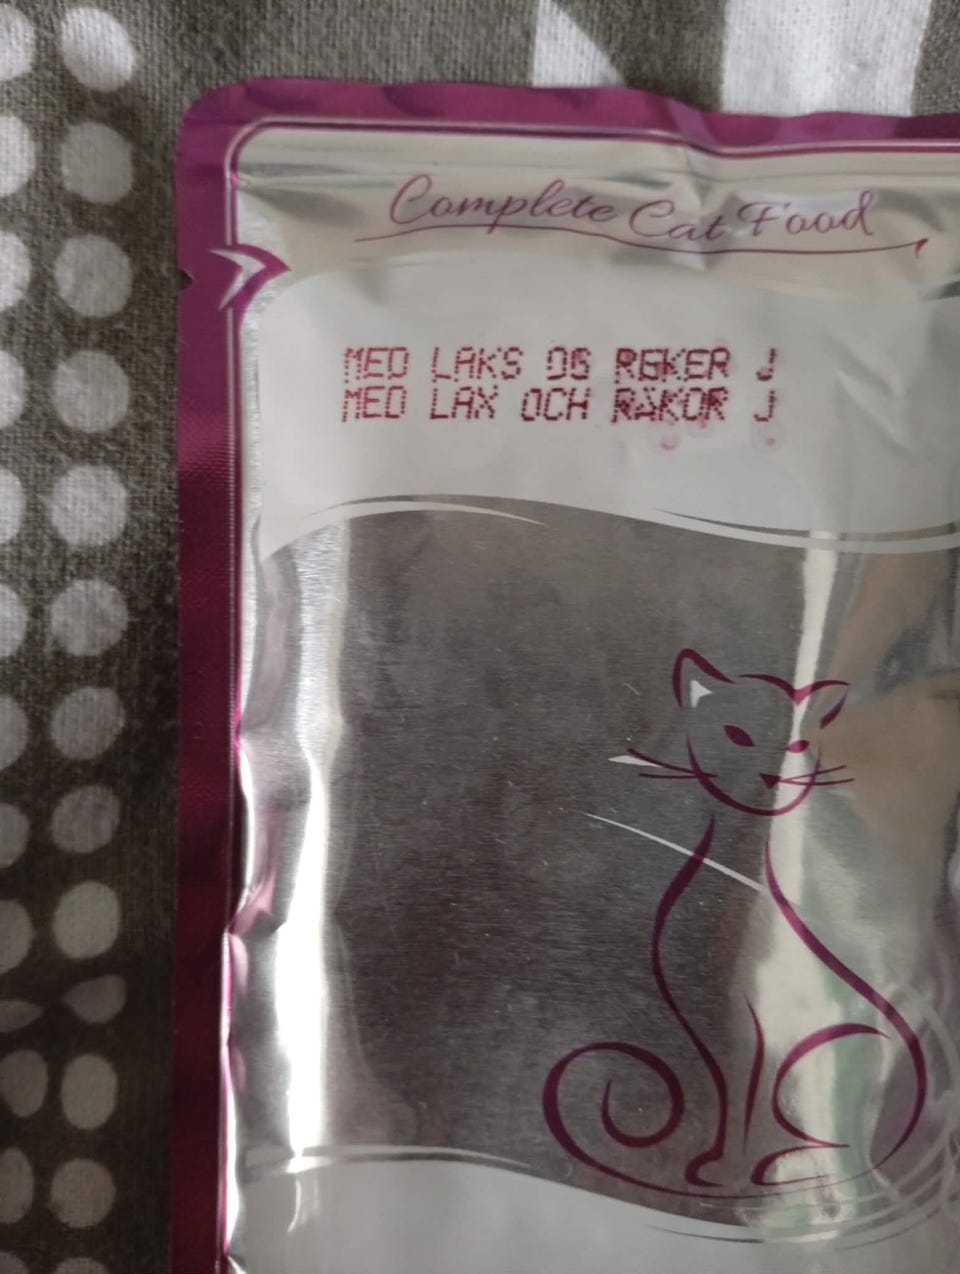 Complete Cat Food
MED LAKS OG REKER J
MED LAX OCH RÄKOR J